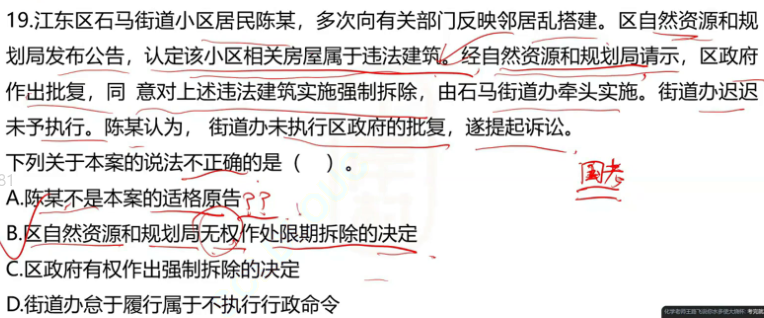 19.江东区石马街道小区居民陈某，多次向有关部门反映邻居乱搭建。区自然资源和规
划局发布公告，认定该小区相关房屋属于违法建筑。经自然资源和规划局请示，区政府
作出批复，同 意对上述违法建筑实施强制拆除，由石马街道办牵头实施。街道办迟迟
未予执行。陈某认为， 街道办未执行区政府的批复，遂提起诉讼。
下列关于本案的说法不正确的是（ ）。
国考
81
A.陈某不是本案的适格原告??
B.区自然资源和规划局无权作处限期拆除的决定
C.区政府有权作出强制拆除的决定
D.街道办怠于履行属于不执行行政命令